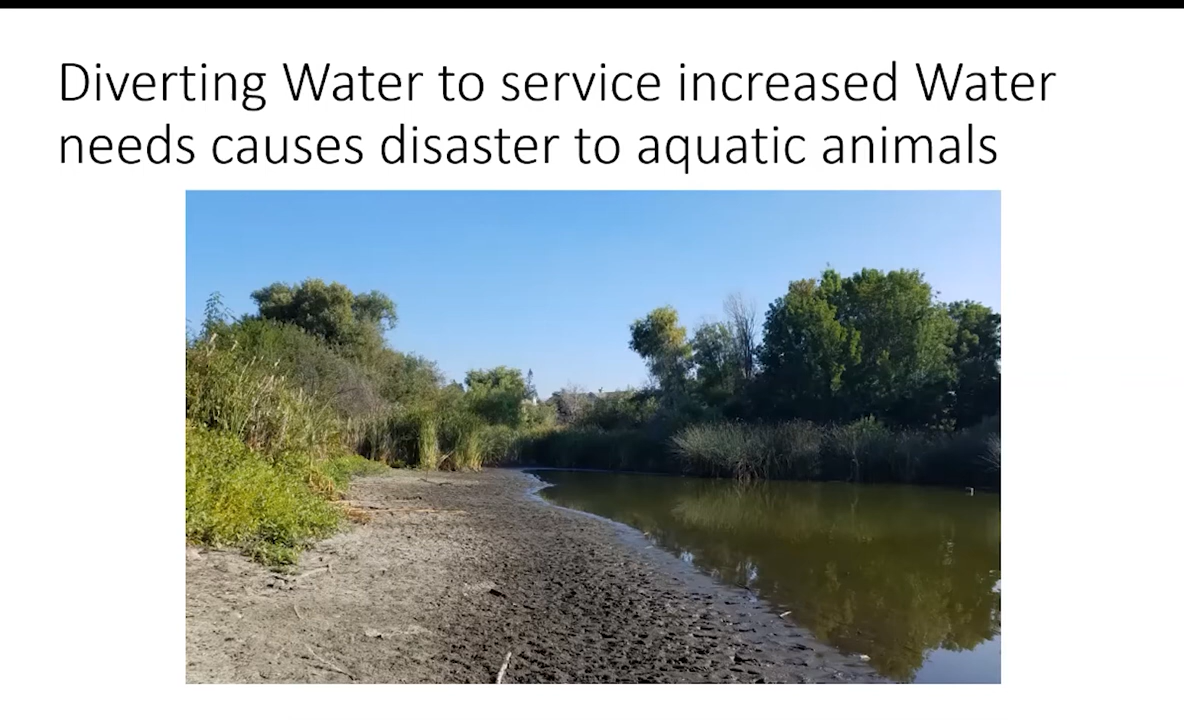 Diverting Water to service increased Water
needs causes disaster to aquatic animals